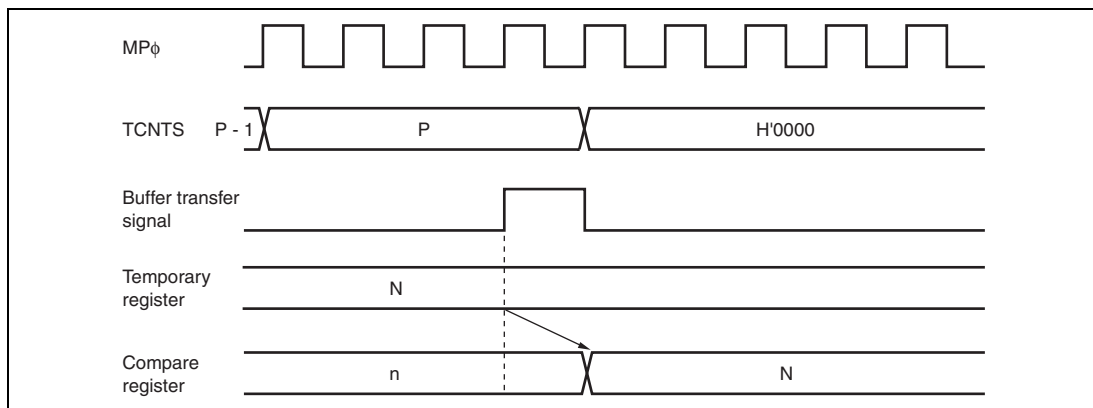 MPϕ
TCNTS P - 1 P H'0000
Buffer transfer
signal
Temporary
register
N
Compare
register
n N